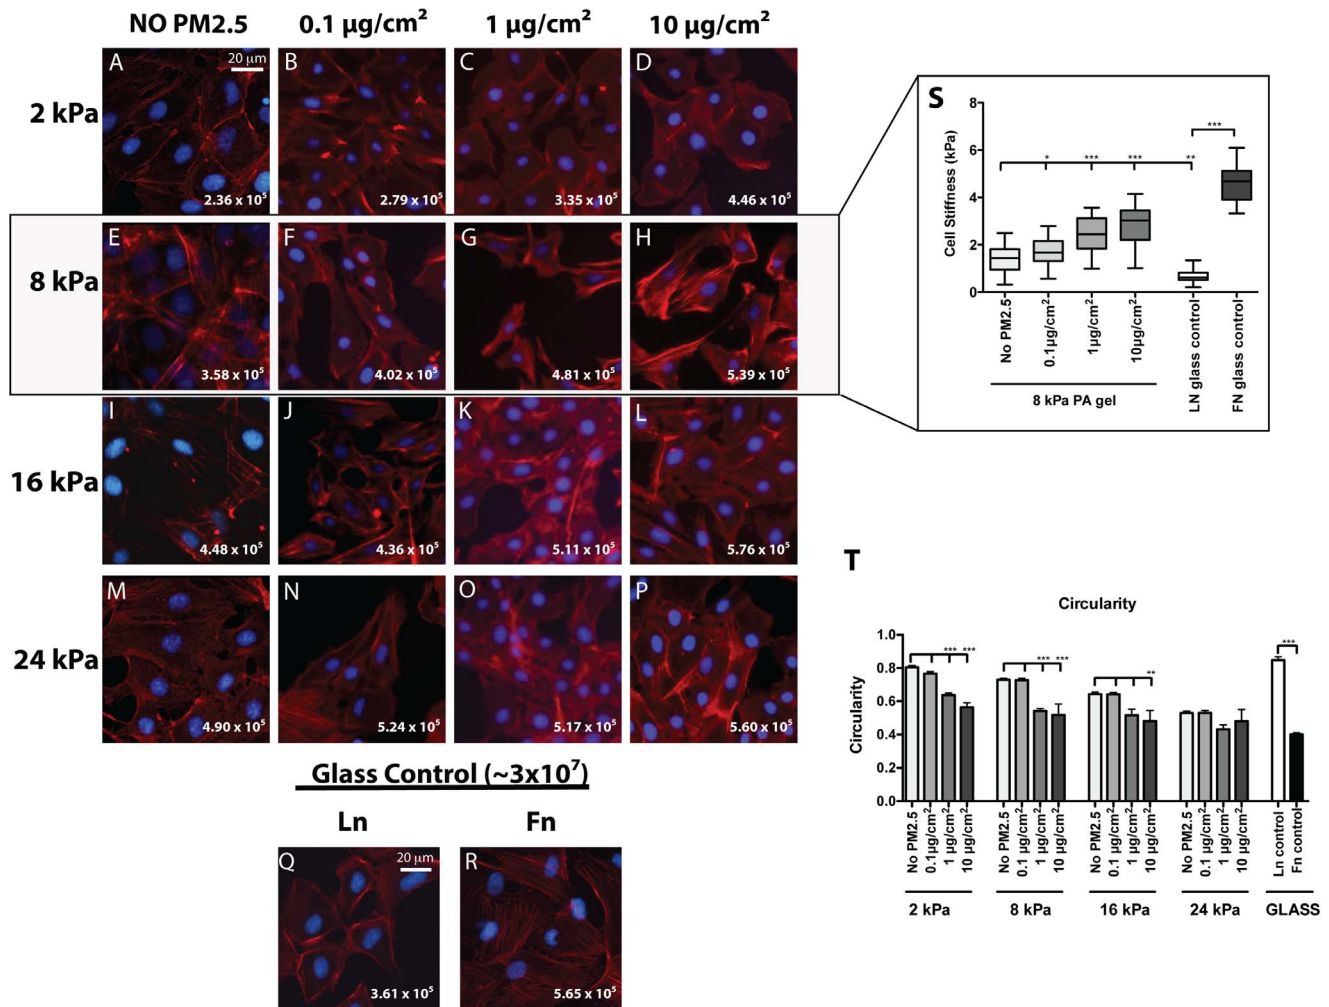 NO PM2.5 0.1 µg/cm² 1 µg/cm² 10 µg/cm²
2 kPa
A 20 µm B C D
2.36 x 10⁵ 2.79 x 10⁵ 3.35 x 10⁵ 4.46 x 10⁵
8 kPa
E F G H
3.58 x 10⁵ 4.02 x 10⁵ 4.81 x 10⁵ 5.39 x 10⁵
16 kPa
I J K L
4.48 x 10⁵ 4.36 x 10⁵ 5.11 x 10⁵ 5.76 x 10⁵
24 kPa
M N O P
4.90 x 10⁵ 5.24 x 10⁵ 5.17 x 10⁵ 5.60 x 10⁵
Glass Control (~3x10⁷)
Ln Fn
Q 20 µm R
3.61 x 10⁵ 5.65 x 10⁵
S
Cell Stiffness (kPa)
8
6
4
2
0
* *** *** ** ***
No PM2.5 0.1µg/cm² 1µg/cm² 10µg/cm² LN glass control FN glass control
8 kPa PA gel
T
Circularity
Circularity
1.0
0.8
0.6
0.4
0.2
0.0
*** *** *** *** ** ***
No PM2.5 0.1µg/cm² 1 µg/cm² 10 µg/cm² No PM2.5 0.1 µg/cm² 1 µg/cm² 10 µg/cm² No PM2.5 0.1 µg/cm² 1 µg/cm² 10 µg/cm² No PM2.5 0.1 µg/cm² 1 µg/cm² 10 µg/cm² Ln control Fn control
2 kPa 8 kPa 16 kPa 24 kPa GLASS